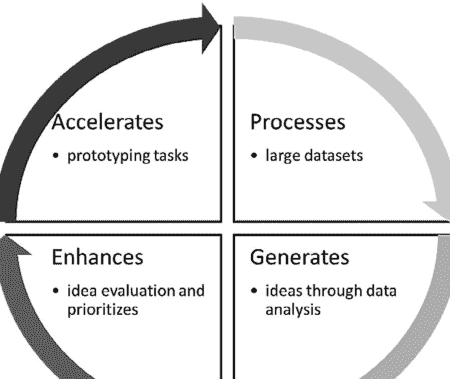 Accelerates
• prototyping tasks
Processes
• large datasets
Enhances
• idea evaluation and
prioritizes
Generates
• ideas through data
analysis